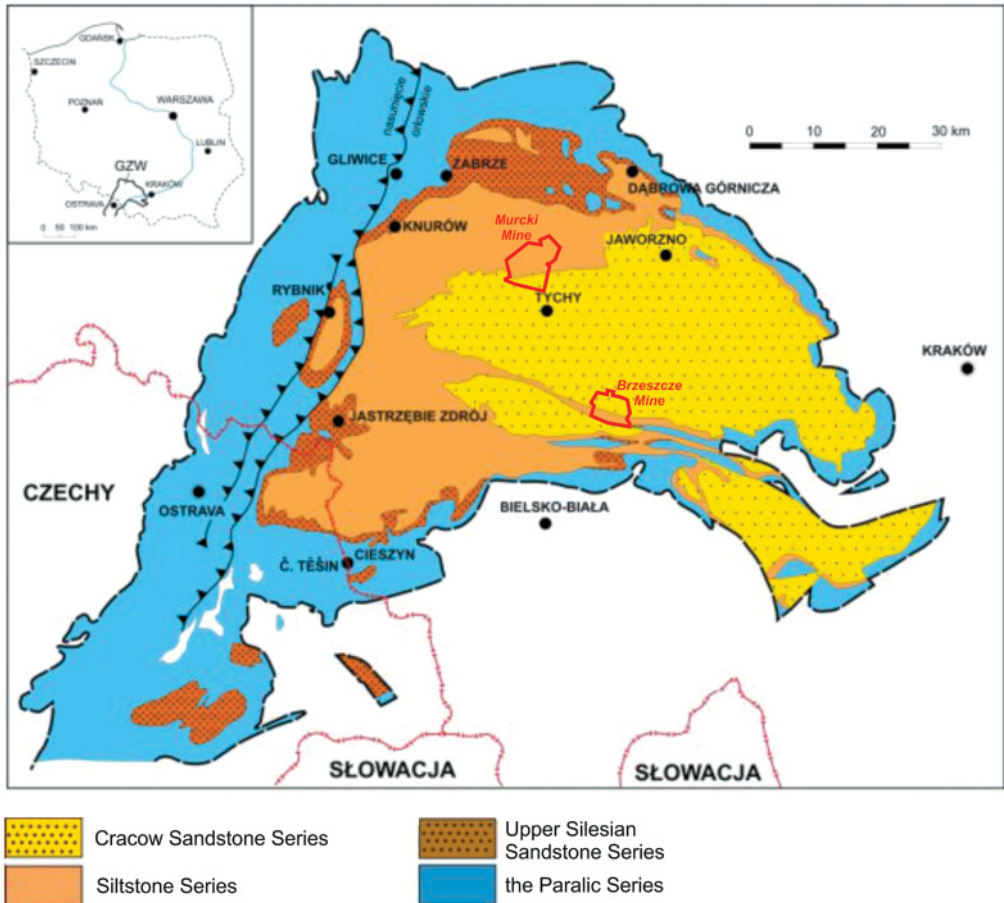 GDAŃSK
SZCZECIN
POZNAŃ
WARSZAWA
LUBLIN
GZW
KRAKÓW
OSTRAVA
0 50 100 km
nasunięcie
orłowskie
0 10 20 30 km
GLIWICE
ZABRZE
DĄBROWA GÓRNICZA
KNURÓW
Murcki
Mine
JAWORZNO
RYBNIK
TYCHY
KRAKÓW
Brzeszcze
Mine
JASTRZĘBIE ZDRÓJ
CZECHY
OSTRAVA
BIELSKO-BIAŁA
CIESZYN
Č. TĚŠIN
SŁOWACJA
SŁOWACJA
Cracow Sandstone Series
Upper Silesian
Sandstone Series
Siltstone Series
the Paralic Series